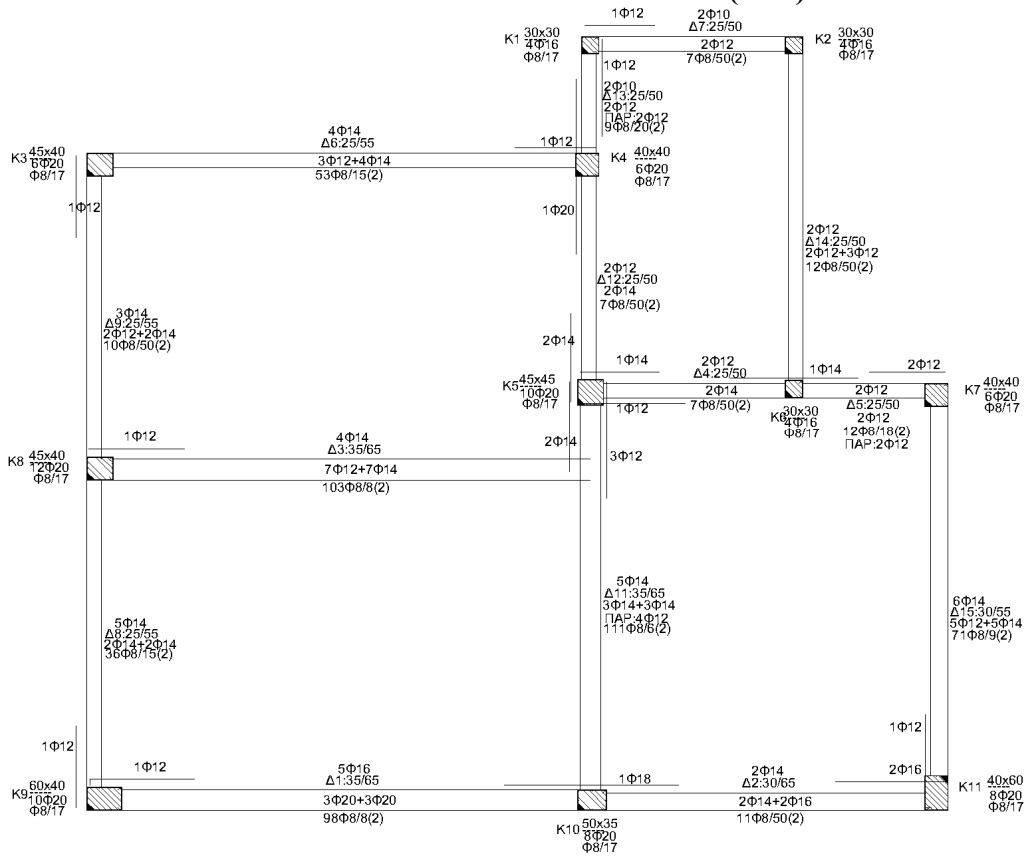 1Φ12
2Φ10
Δ7:25/50
2Φ12
7Φ8/50(2)
K1 30x30
4Φ16
Φ8/17
K2 30x30
4Φ16
Φ8/17
1Φ12
2Φ10
Δ13:25/50
2Φ12
ΠΑΡ:2Φ12
9Φ8/20(2)
4Φ14
Δ6:25/55
3Φ12+4Φ14
53Φ8/15(2)
1Φ12
K3 45x40
6Φ20
Φ8/17
K4 40x40
6Φ20
Φ8/17
1Φ12
1Φ20
2Φ12
Δ14:25/50
2Φ12+3Φ12
12Φ8/50(2)
2Φ12
Δ12:25/50
2Φ14
7Φ8/50(2)
3Φ14
Δ9:25/55
2Φ12+2Φ14
10Φ8/50(2)
2Φ14
1Φ14
2Φ12
Δ4:25/50
2Φ14
7Φ8/50(2)
1Φ14
2Φ12
K5 45x45
10Φ20
Φ8/17
1Φ12
K6 30x30
4Φ16
Φ8/17
2Φ12
Δ5:25/50
2Φ12
12Φ8/18(2)
ΠΑΡ:2Φ12
K7 40x40
6Φ20
Φ8/17
1Φ12
4Φ14
Δ3:35/65
7Φ12+7Φ14
103Φ8/8(2)
2Φ14
3Φ12
K8 45x40
12Φ20
Φ8/17
5Φ14
Δ8:25/55
2Φ14+2Φ14
36Φ8/15(2)
5Φ14
Δ11:35/65
3Φ14+3Φ14
ΠΑΡ:4Φ12
111Φ8/6(2)
6Φ14
Δ15:30/55
5Φ12+5Φ14
71Φ8/9(2)
1Φ12
1Φ12
1Φ12
5Φ16
Δ1:35/65
3Φ20+3Φ20
98Φ8/8(2)
1Φ18
2Φ14
Δ2:30/65
2Φ14+2Φ16
11Φ8/50(2)
2Φ16
K9 60x40
10Φ20
Φ8/17
K10 50x35
8Φ20
Φ8/17
K11 40x60
8Φ20
Φ8/17